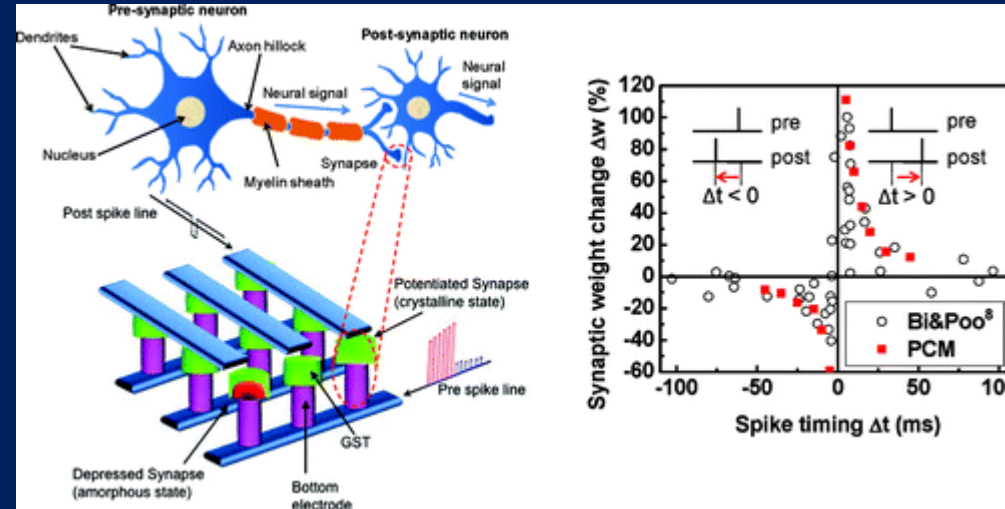 Pre-synaptic neuron
Dendrites
Axon hillock
Post-synaptic neuron
Neural signal
Neural signal
Nucleus
Myelin sheath
Synapse
Post spike line
Potentiated Synapse
(crystalline state)
Pre spike line
GST
Depressed Synapse
(amorphous state)
Bottom
electrode
Synaptic weight change Δw (%)
120
100
80
60
40
20
0
-20
-40
-60
pre
post
Δt < 0
pre
post
Δt > 0
Bi&Poo⁸
PCM
-100
-50
0
50
Spike timing Δt (ms)